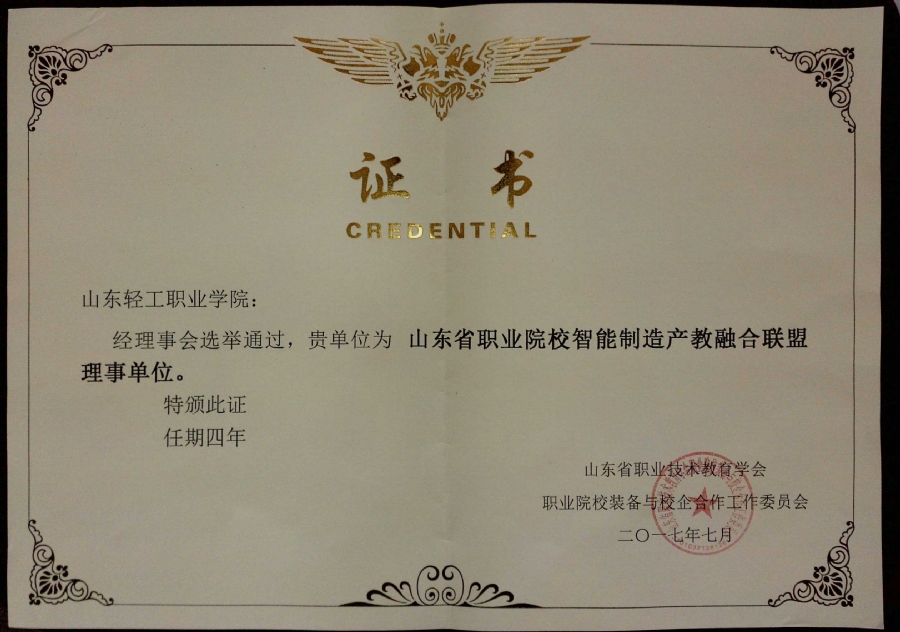 证 书
CREDENTIAL
山东轻工职业学院：
经理事会选举通过，贵单位为 山东省职业院校智能制造产教融合联盟
理事单位。
特颁此证
任期四年
山东省职业技术教育学会
职业院校装备与校企合作工作委员会
二〇一七年七月